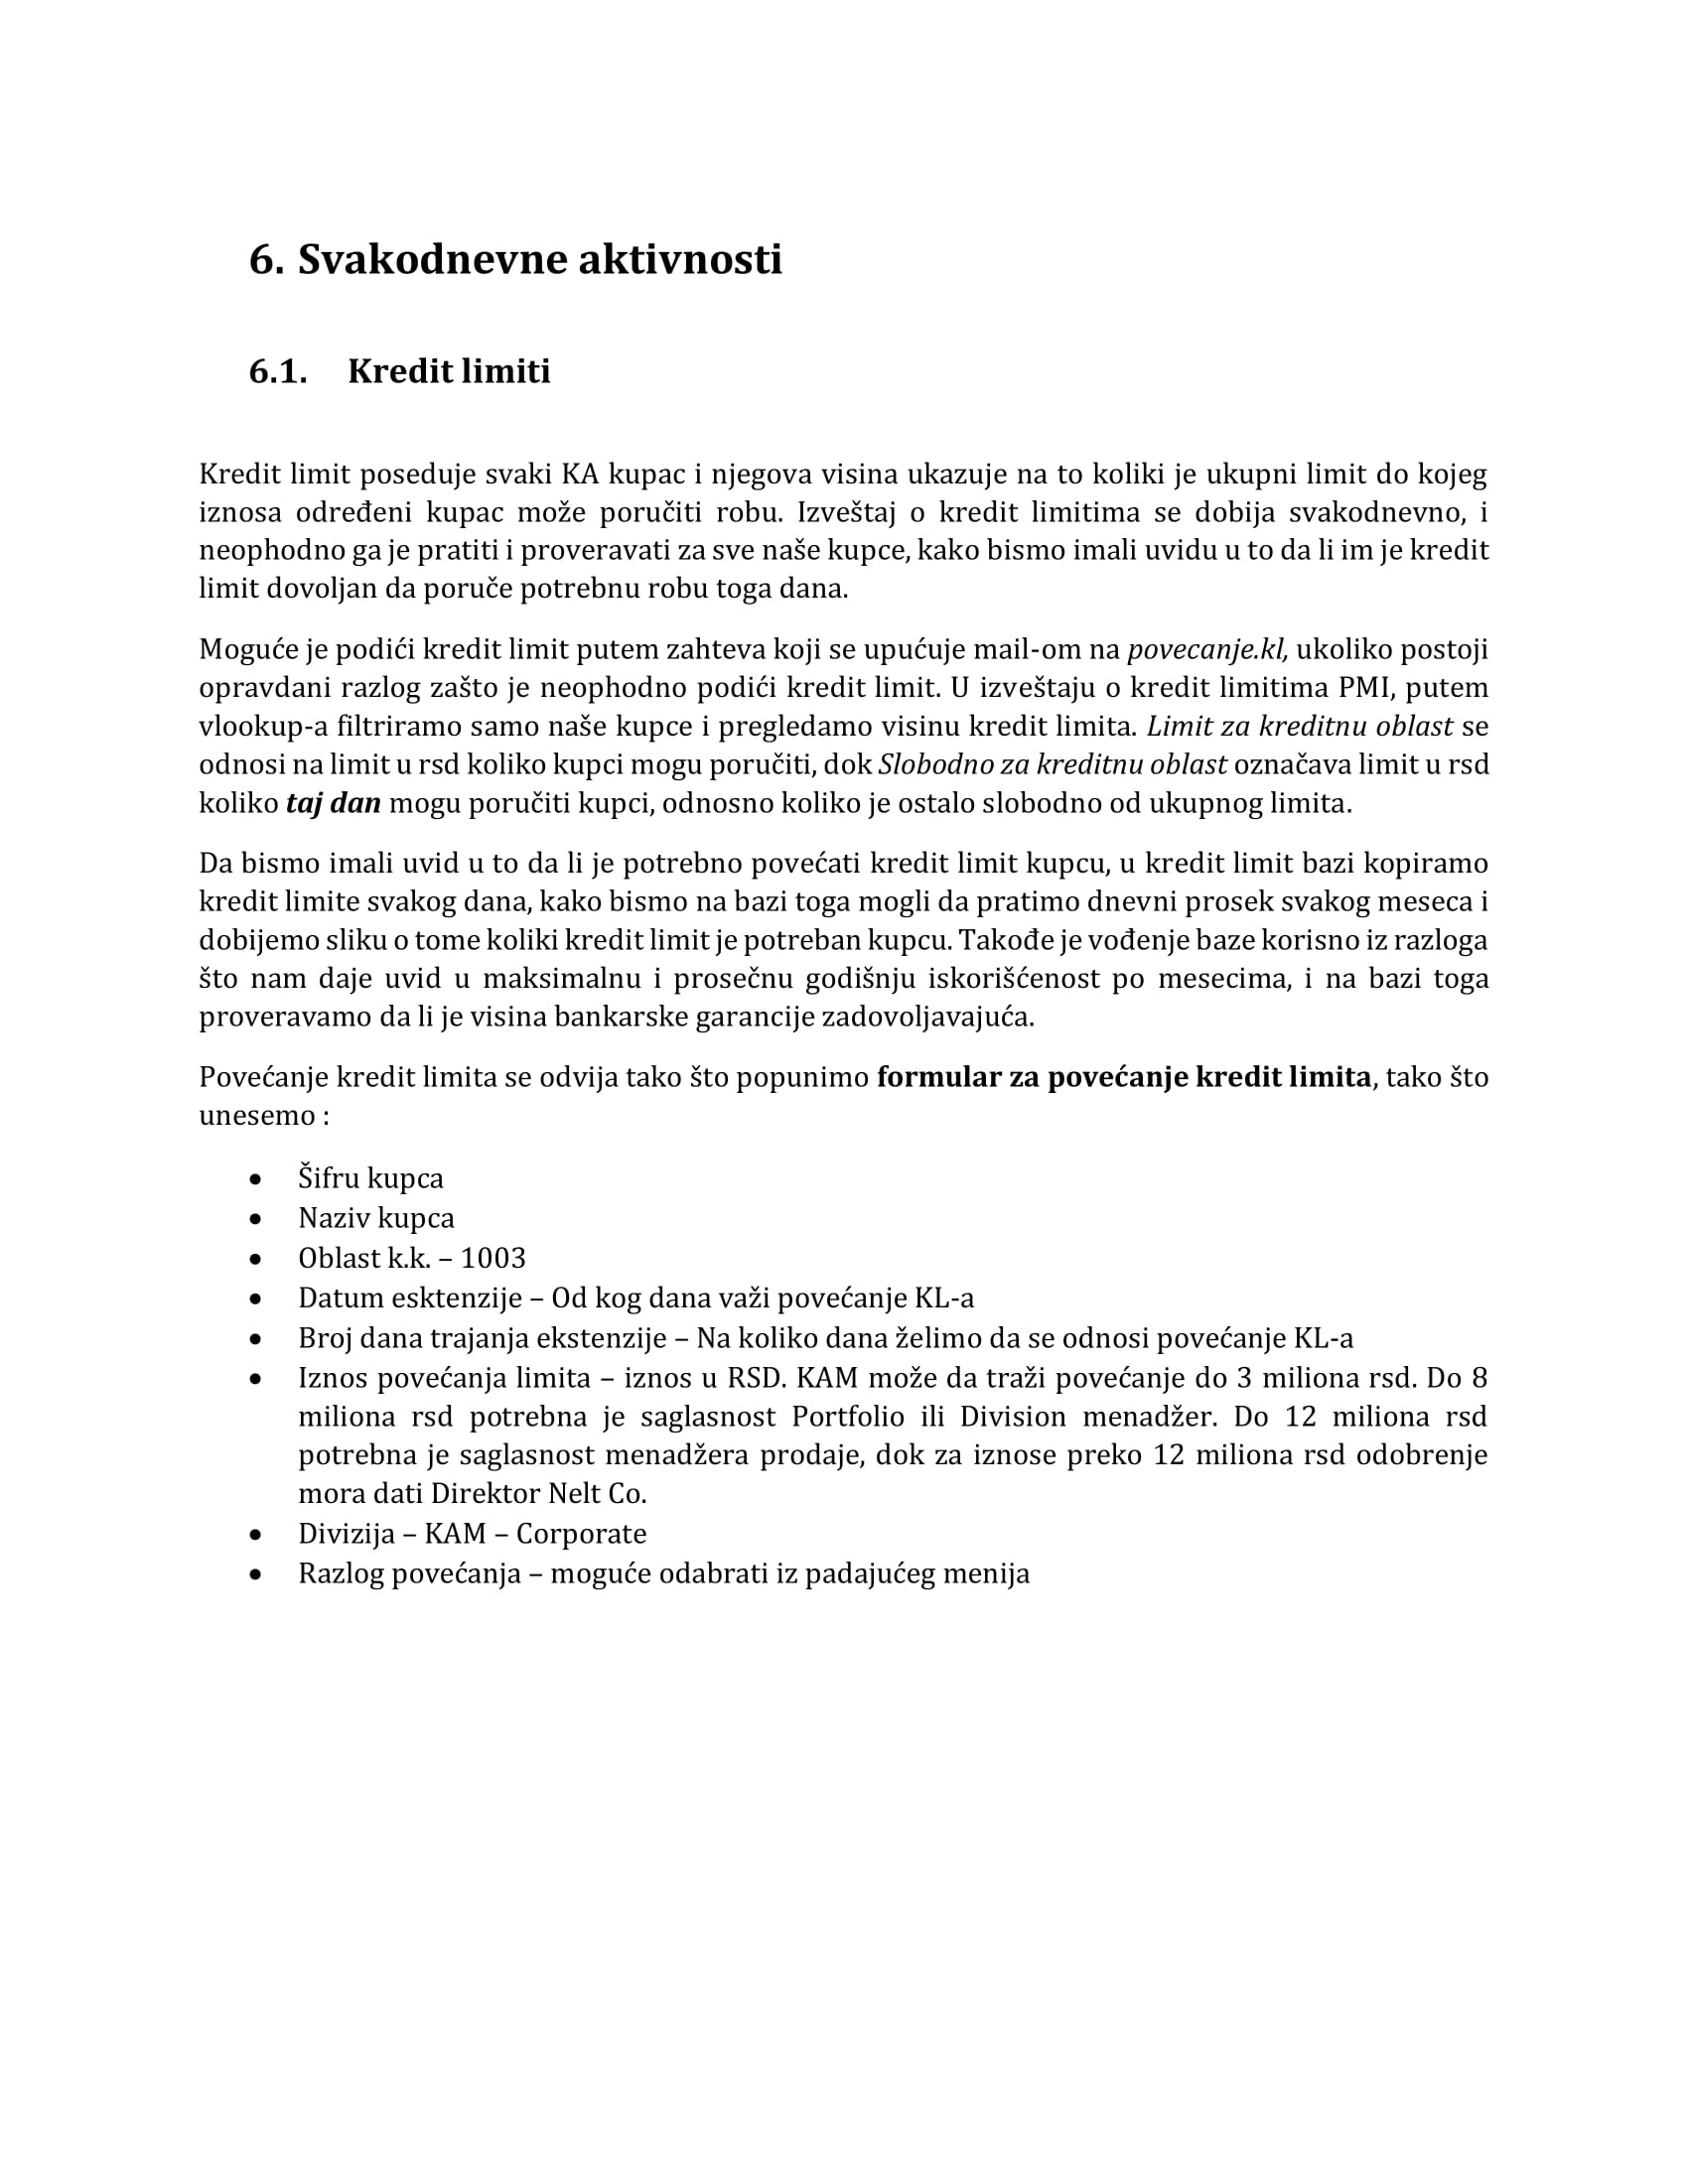 6. Svakodnevne aktivnosti
6.1. Kredit limiti
Kredit limit poseduje svaki KA kupac i njegova visina ukazuje na to koliki je ukupni limit do kojeg
iznosa određeni kupac može poručiti robu. Izveštaj o kredit limitima se dobija svakodnevno, i
neophodno ga je pratiti i proveravati za sve naše kupce, kako bismo imali uvidu u to da li im je kredit
limit dovoljan da poruče potrebnu robu toga dana.
Moguće je podići kredit limit putem zahteva koji se upućuje mail-om na povecanje.kl, ukoliko postoji
opravdani razlog zašto je neophodno podići kredit limit. U izveštaju o kredit limitima PMI, putem
vlookup-a filtriramo samo naše kupce i pregledamo visinu kredit limita. Limit za kreditnu oblast se
odnosi na limit u rsd koliko kupci mogu poručiti, dok Slobodno za kreditnu oblast označava limit u rsd
koliko taj dan mogu poručiti kupci, odnosno koliko je ostalo slobodno od ukupnog limita.
Da bismo imali uvid u to da li je potrebno povećati kredit limit kupcu, u kredit limit bazi kopiramo
kredit limite svakog dana, kako bismo na bazi toga mogli da pratimo dnevni prosek svakog meseca i
dobijemo sliku o tome koliki kredit limit je potreban kupcu. Takođe je vođenje baze korisno iz razloga
što nam daje uvid u maksimalnu i prosečnu godišnju iskorišćenost po mesecima, i na bazi toga
proveravamo da li je visina bankarske garancije zadovoljavajuća.
Povećanje kredit limita se odvija tako što popunimo formular za povećanje kredit limita, tako što
unesemo :
• Šifru kupca
• Naziv kupca
• Oblast k.k. – 1003
• Datum esktenzije – Od kog dana važi povećanje KL-a
• Broj dana trajanja ekstenzije – Na koliko dana želimo da se odnosi povećanje KL-a
• Iznos povećanja limita – iznos u RSD. KAM može da traži povećanje do 3 miliona rsd. Do 8
miliona rsd potrebna je saglasnost Portfolio ili Division menadžer. Do 12 miliona rsd
potrebna je saglasnost menadžera prodaje, dok za iznose preko 12 miliona rsd odobrenje
mora dati Direktor Nelt Co.
• Divizija – KAM – Corporate
• Razlog povećanja – moguće odabrati iz padajućeg menija